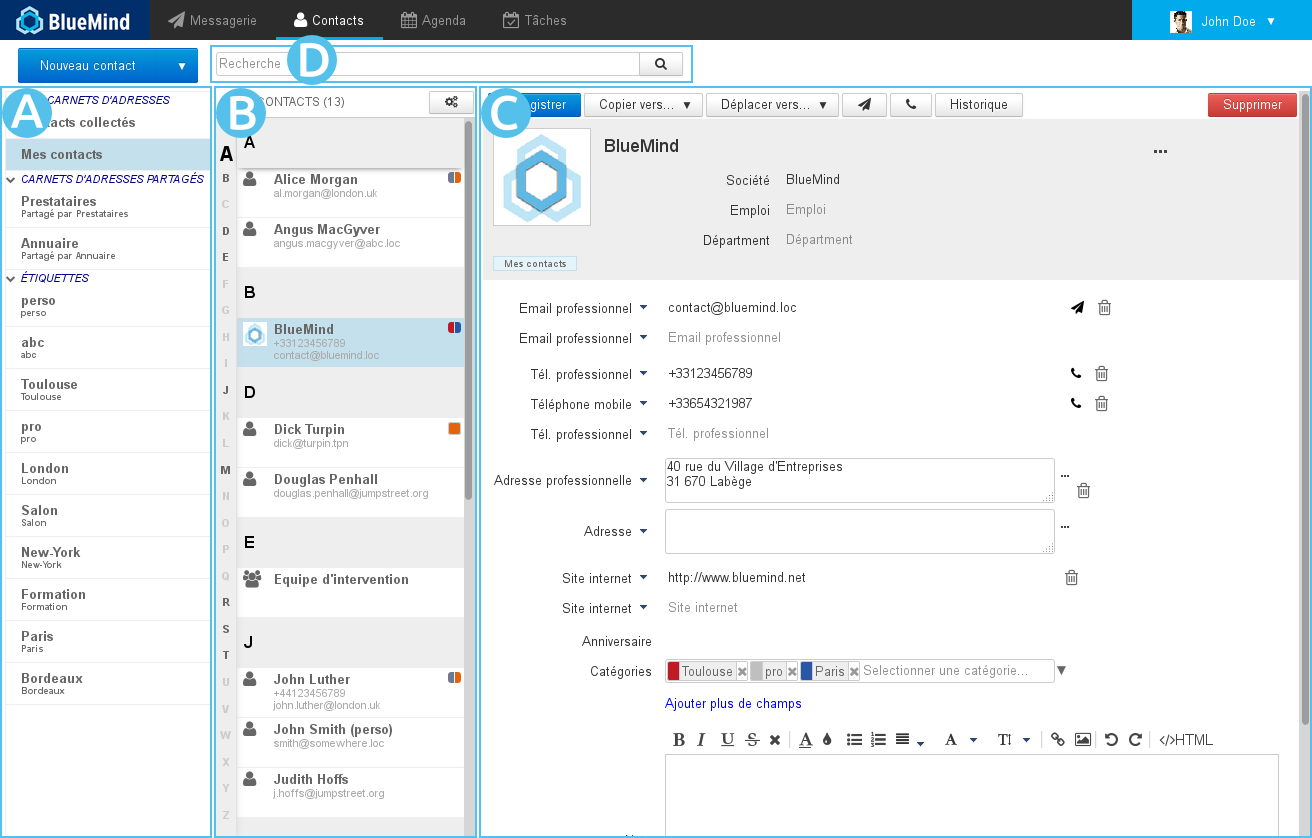 BlueMind Messagerie Contacts Agenda Tâches John Doe
Nouveau contact
Recherche
D
A
CARNETS D'ADRESSES
Mes contacts
CARNETS D'ADRESSES PARTAGÉS
Prestataires
Partagé par Prestataires
Annuaire
Partagé par Annuaire
ÉTIQUETTES
perso
perso
abc
abc
Toulouse
Toulouse
pro
pro
London
London
Salon
Salon
New-York
New-York
Formation
Formation
Paris
Paris
Bordeaux
Bordeaux
B
CONTACTS (13)
A
B
C
D
E
F
G
H
I
J
K
L
M
N
O
P
Q
R
S
T
U
V
W
X
Y
Z
A
Alice Morgan
al.morgan@london.uk
Angus MacGyver
angus.macgyver@abc.loc
B
BlueMind
+33123456789
contact@bluemind.loc
D
Dick Turpin
dick@turpin.tpn
Douglas Penhall
douglas.penhall@jumpstreet.org
E
Equipe d'intervention
J
John Luther
+44123456789
john.luther@london.uk
John Smith (perso)
smith@somewhere.loc
Judith Hoffs
j.hoffs@jumpstreet.org
C
Copier vers... Déplacer vers... Historique Supprimer
BlueMind ...
Société BlueMind
Emploi Emploi
Départment Départment
Mes contacts
Email professionnel contact@bluemind.loc
Email professionnel Email professionnel
Tél. professionnel +33123456789
Téléphone mobile +33654321987
Tél. professionnel Tél. professionnel
Adresse professionnelle 40 rue du Village d'Entreprises ...
31 670 Labège
Adresse ...
Site internet http://www.bluemind.net
Site internet Site internet
Anniversaire
Catégories Toulouse pro Paris Selectionner une catégorie...
Ajouter plus de champs
B I U S A A T </>HTML